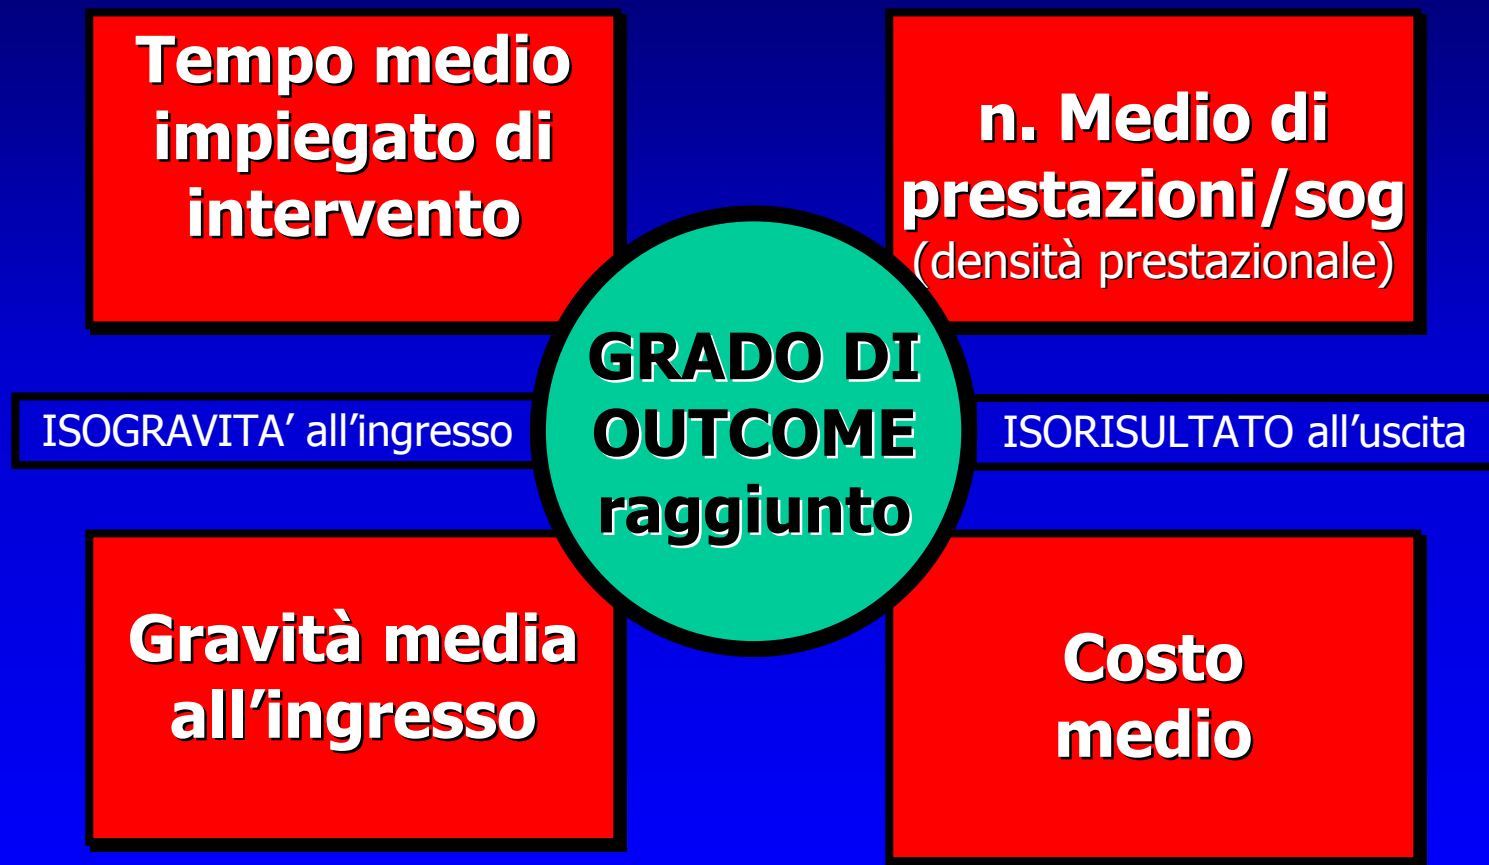 Tempo medio
impiegato di
intervento
n. Medio di
prestazioni/sog
(densità prestazionale)
ISOGRAVITA’ all’ingresso
GRADO DI
OUTCOME
raggiunto
ISORISULTATO all’uscita
Gravità media
all’ingresso
Costo
medio